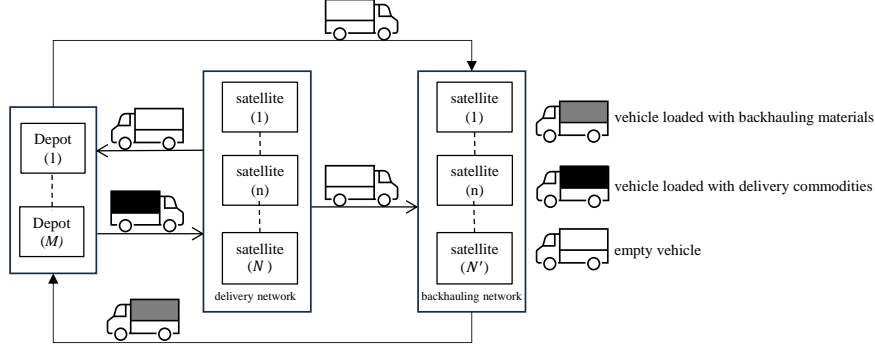 Depot
(1)
Depot
(M)
satellite
(1)
satellite
(n)
satellite
(N )
delivery network
satellite
(1)
satellite
(n)
satellite
(N′)
backhauling network
vehicle loaded with backhauling materials
vehicle loaded with delivery commodities
empty vehicle